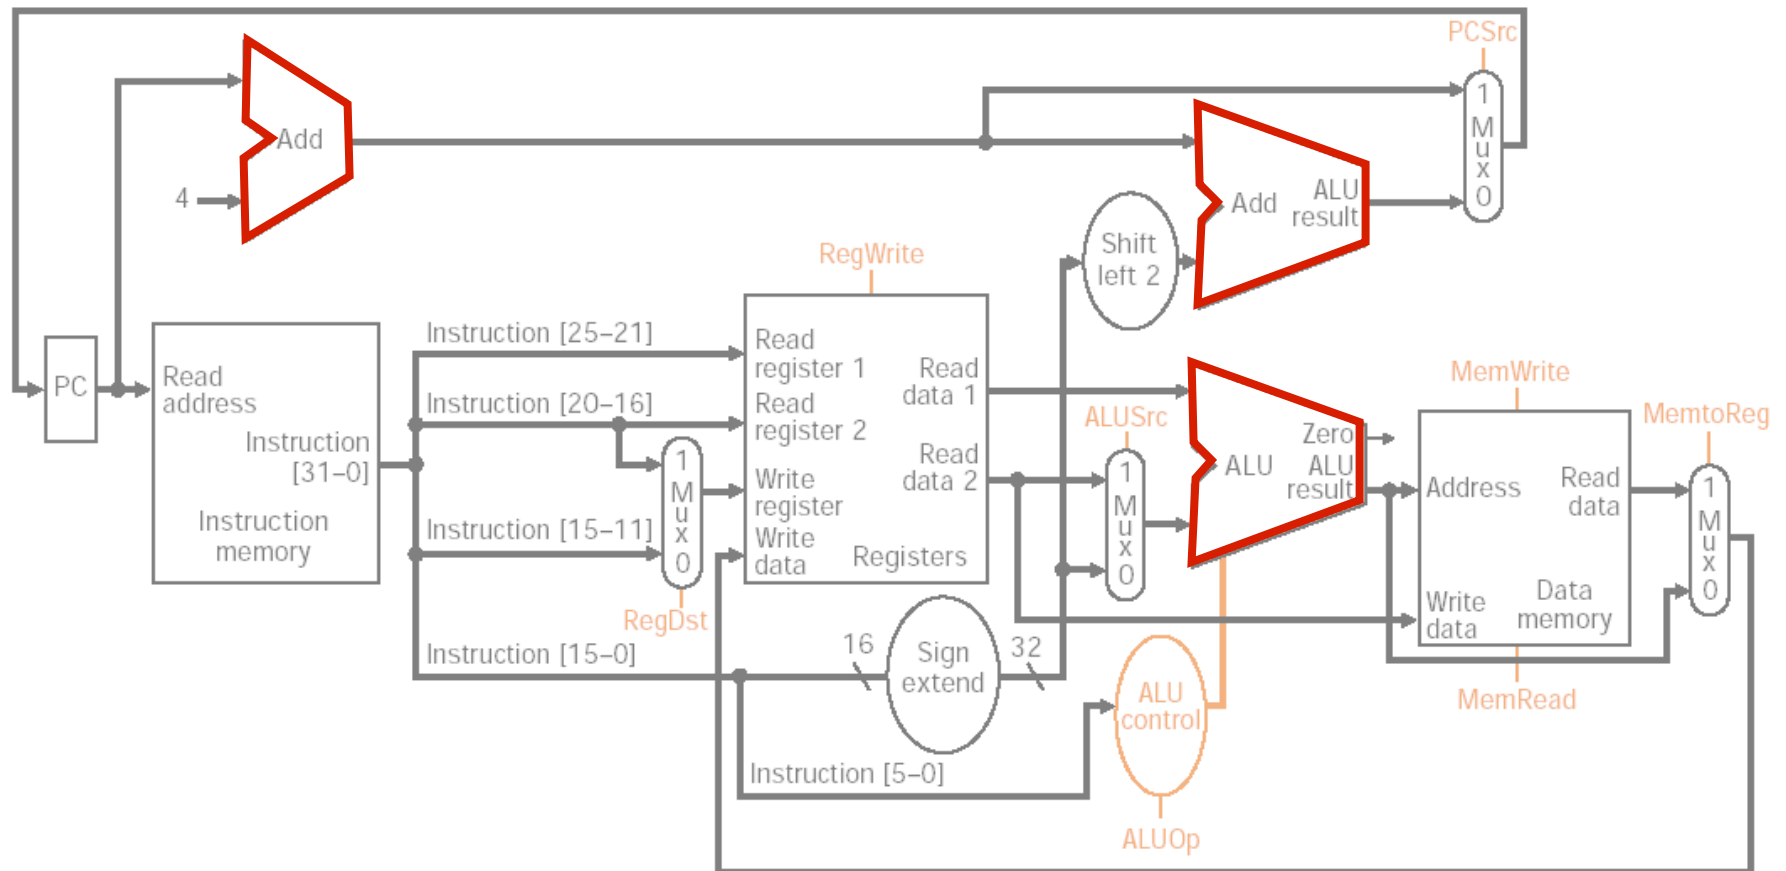 PCSrc
1
M
u
x
0
Add
4
Add
ALU
result
Shift
left 2
RegWrite
PC
Read
address
Instruction
[31–0]
Instruction
memory
Instruction [25–21]
Instruction [20–16]
Instruction [15–11]
Instruction [15–0]
Instruction [5–0]
1
M
u
x
0
RegDst
Read
register 1
Read
register 2
Write
register
Write
data
Read
data 1
Read
data 2
Registers
16
Sign
extend
32
ALUSrc
1
M
u
x
0
Zero
ALU
ALU
result
ALU
control
ALUOp
MemWrite
Address
Read
data
Write
data
Data
memory
MemRead
MemtoReg
1
M
u
x
0